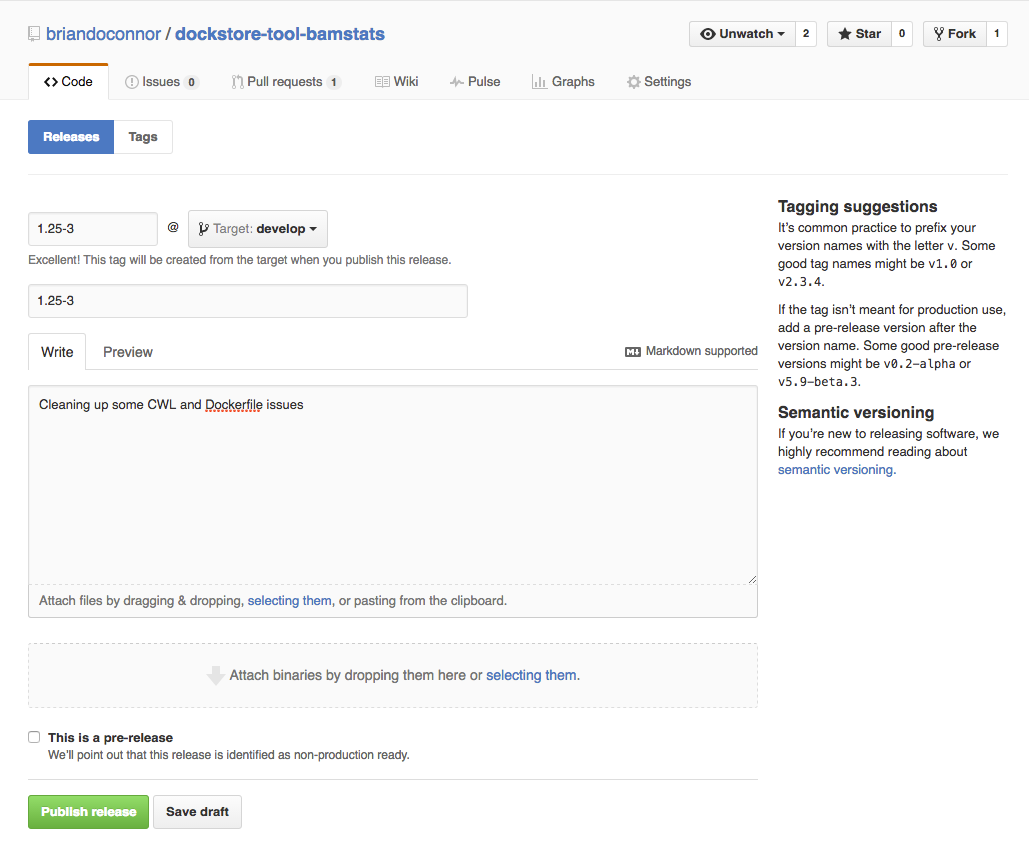 briandoconnor / dockstore-tool-bamstats
Unwatch 2 Star 0 Fork 1
Code Issues 0 Pull requests 1 Wiki Pulse Graphs Settings
Releases Tags
1.25-3 @ Target: develop
Excellent! This tag will be created from the target when you publish this release.
1.25-3
Write Preview Markdown supported
Cleaning up some CWL and Dockerfile issues
Attach files by dragging & dropping, selecting them, or pasting from the clipboard.
Attach binaries by dropping them here or selecting them.
This is a pre-release
We'll point out that this release is identified as non-production ready.
Publish release Save draft
Tagging suggestions
It's common practice to prefix your
version names with the letter v. Some
good tag names might be v1.0 or
v2.3.4.
If the tag isn't meant for production use,
add a pre-release version after the
version name. Some good pre-release
versions might be v0.2-alpha or
v5.9-beta.3.
Semantic versioning
If you're new to releasing software, we
highly recommend reading about
semantic versioning.